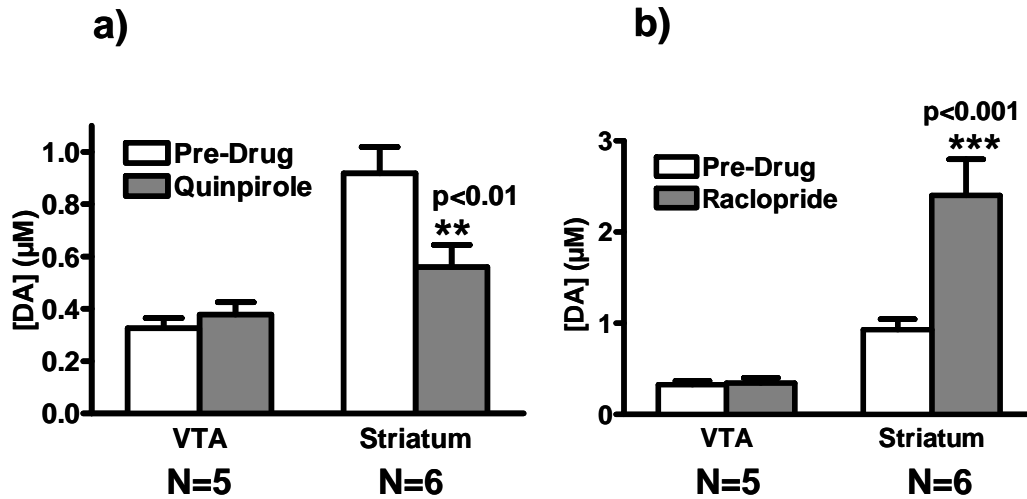 a)
[DA] (µM)
1.0
0.8
0.6
0.4
0.2
0.0
Pre-Drug
Quinpirole
p<0.01
**
VTA
Striatum
N=5
N=6
b)
[DA] (µM)
3
2
1
0
Pre-Drug
Raclopride
p<0.001
***
VTA
Striatum
N=5
N=6